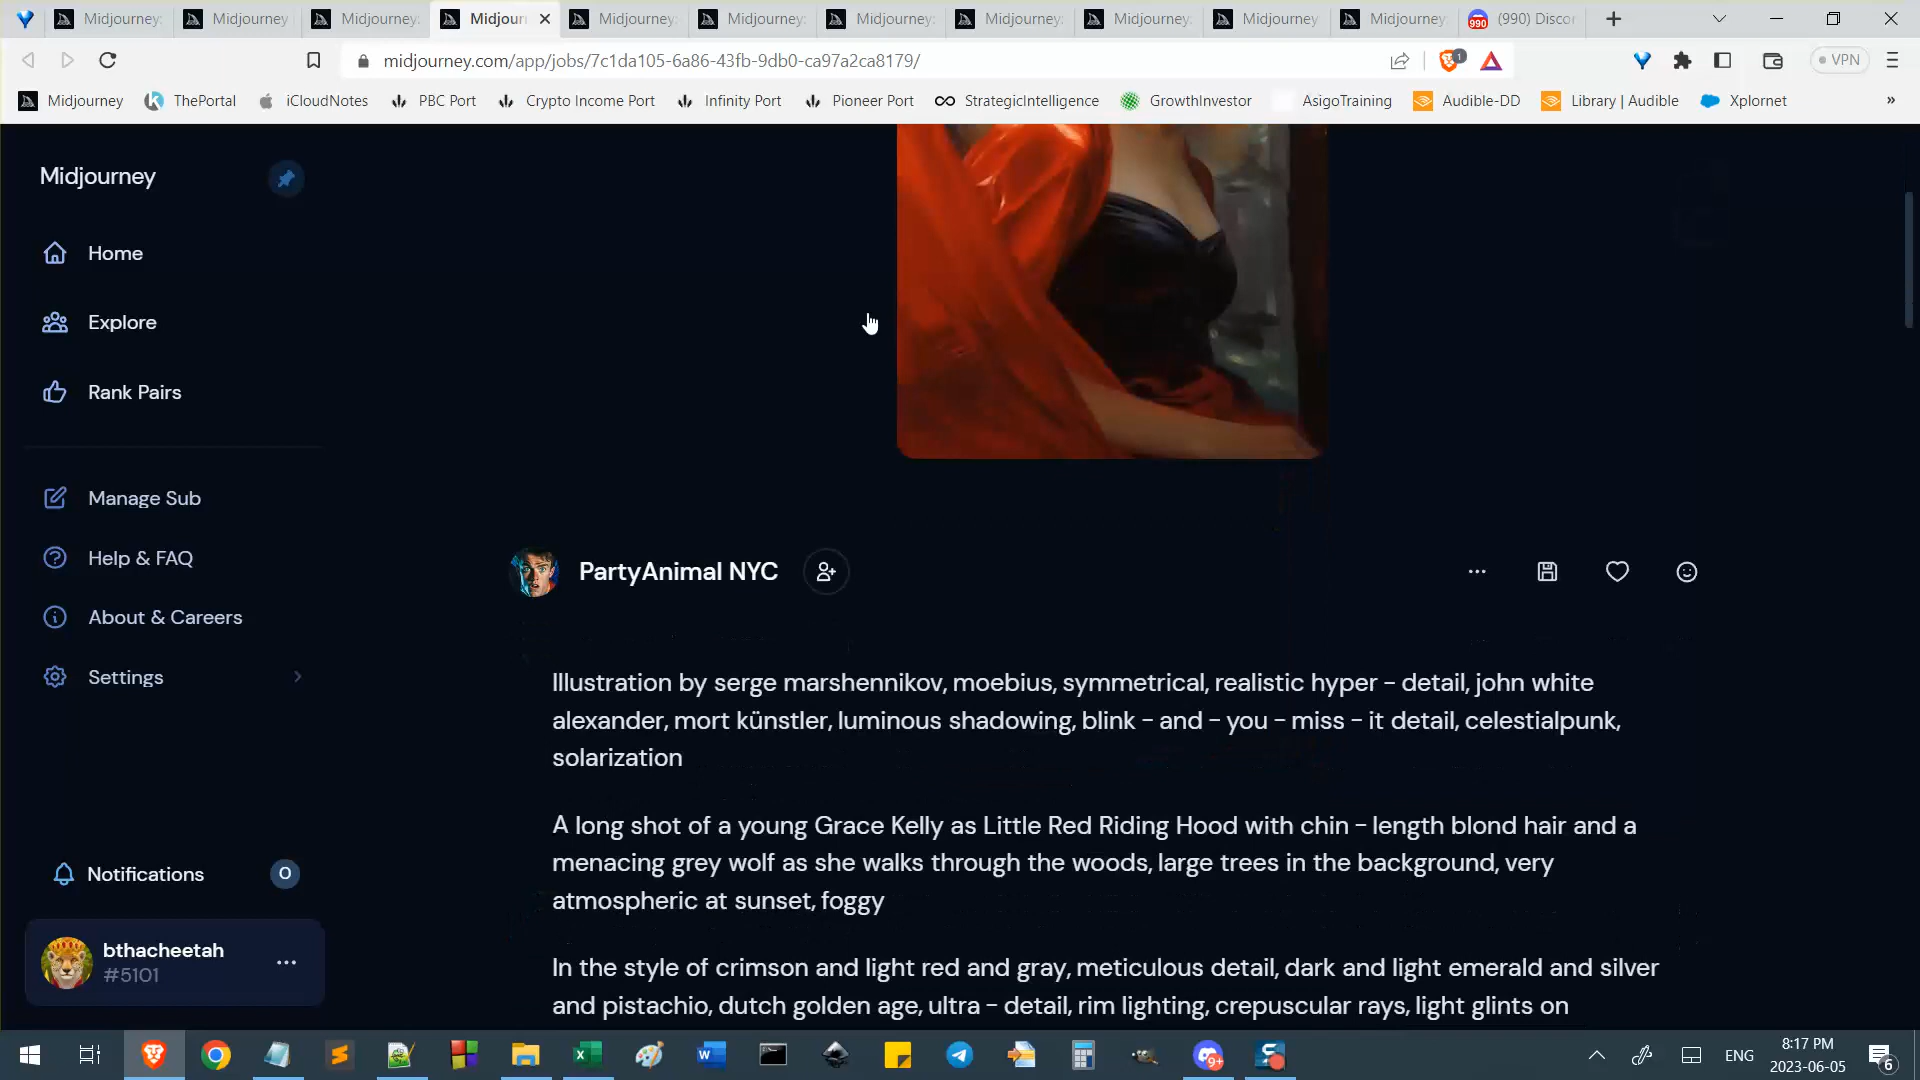 Midjourney:
Midjourney
Midjourney:
Midjour
Midjourney:
Midjourney:
Midjourney:
Midjourney:
Midjourney:
Midjourney
Midjourney
(990) Disco
midjourney.com/app/jobs/7c1da105-6a86-43fb-9db0-ca97a2ca8179/
1
VPN
Midjourney
ThePortal
iCloudNotes
PBC Port
Crypto Income Port
Infinity Port
Pioneer Port
StrategicIntelligence
GrowthInvestor
AsigoTraining
Audible-DD
Library | Audible
Xplornet
Midjourney
Home
Explore
Rank Pairs
Manage Sub
Help & FAQ
About & Careers
Settings
PartyAnimal NYC
Illustration by serge marshennikov, moebius, symmetrical, realistic hyper - detail, john white
alexander, mort künstler, luminous shadowing, blink - and - you - miss - it detail, celestialpunk,
solarization
A long shot of a young Grace Kelly as Little Red Riding Hood with chin - length blond hair and a
menacing grey wolf as she walks through the woods, large trees in the background, very
atmospheric at sunset, foggy
In the style of crimson and light red and gray, meticulous detail, dark and light emerald and silver
and pistachio, dutch golden age, ultra - detail, rim lighting, crepuscular rays, light glints on
Notifications
0
bthacheetah
#5101
9+
ENG
8:17 PM
2023-06-05
6